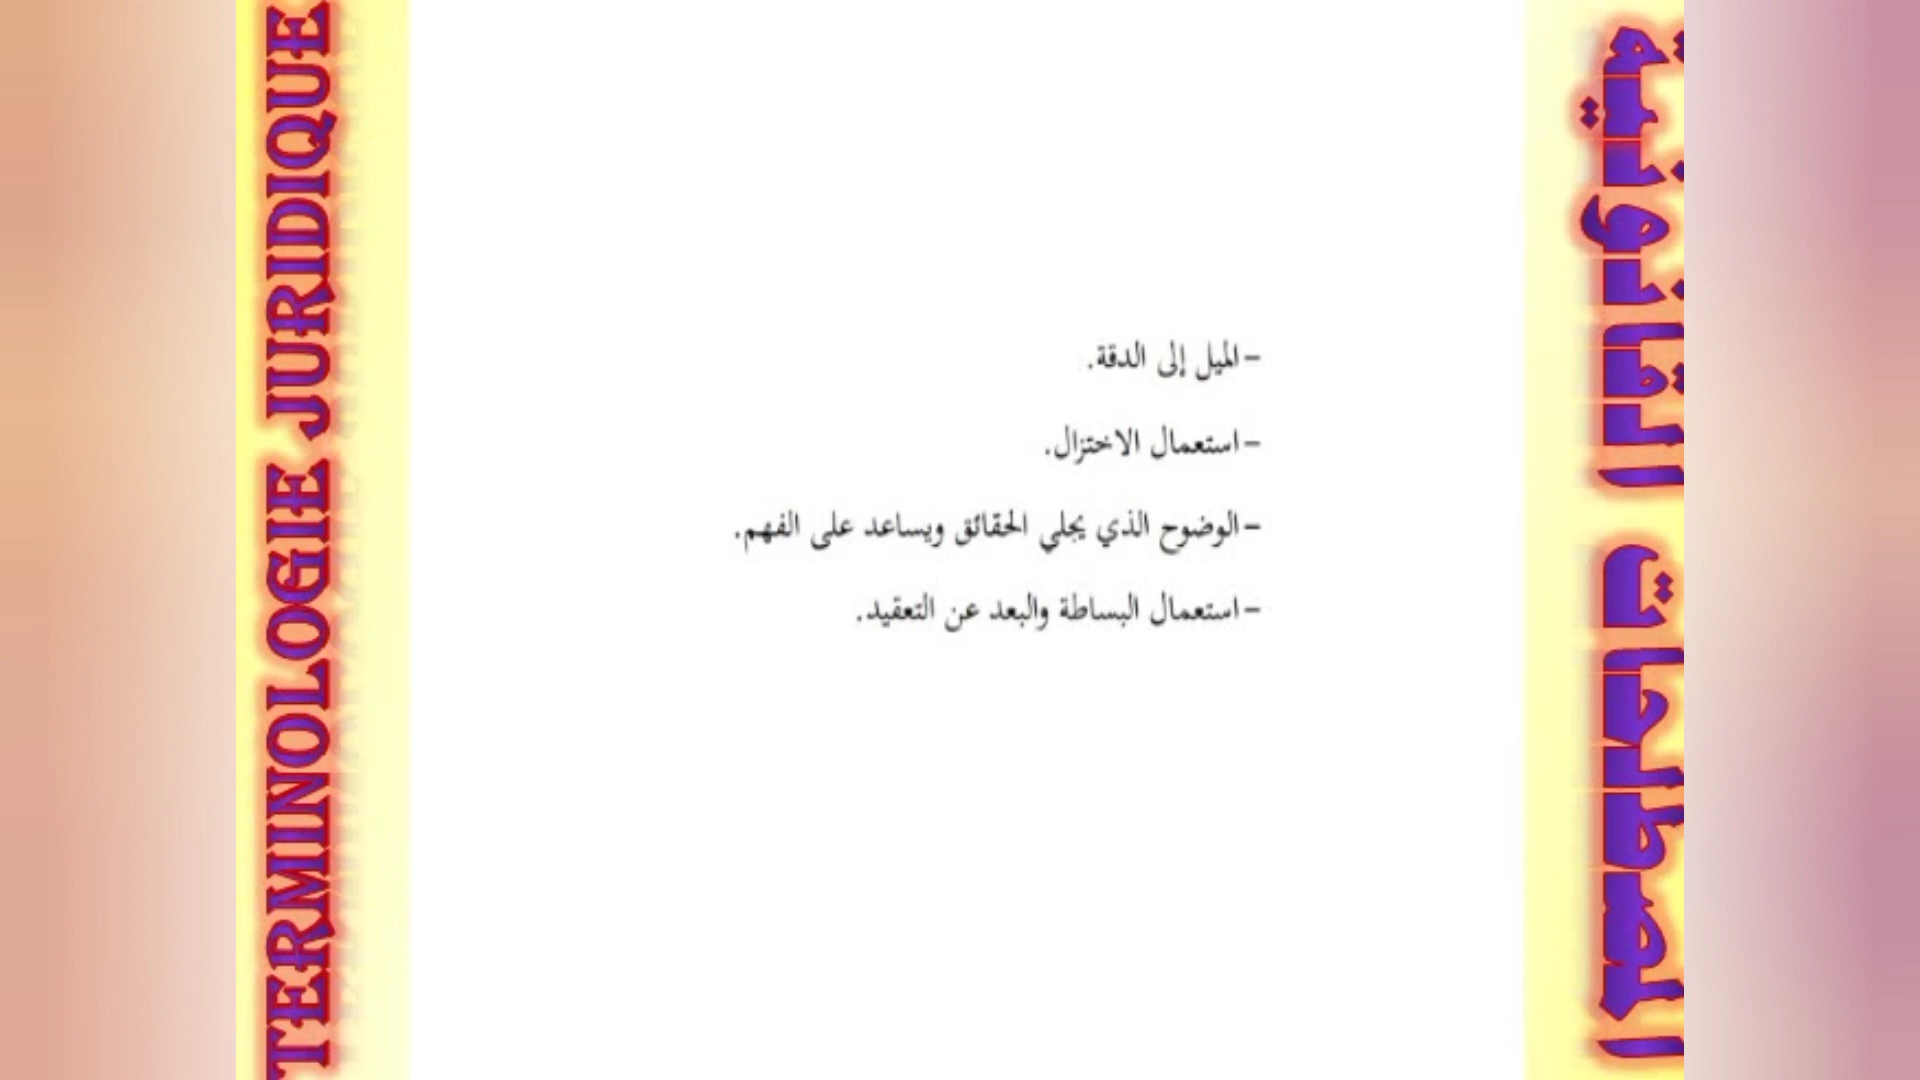 TERMINOLOGIE JURIDIQUE
المصطلحات القانونية
- الميل إلى الدقة.
- استعمال الاختزال.
- الوضوح الذي يجلي الحقائق ويساعد على الفهم.
- استعمال البساطة والبعد عن التعقيد.